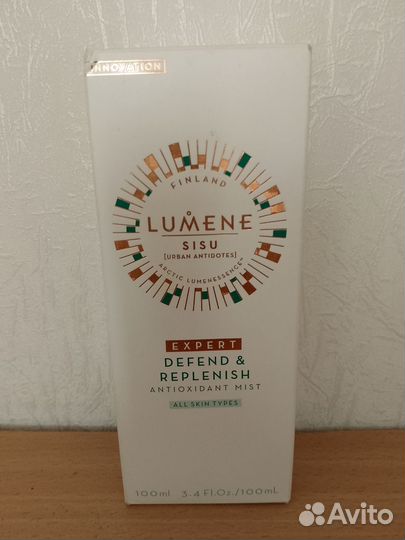 INNOVATION
FINLAND
LUMENE
SISU
[URBAN ANTIDOTES]
ARCTIC LUMENESSENCE™
EXPERT
DEFEND &
REPLENISH
ANTIOXIDANT MIST
ALL SKIN TYPES
100ml 3.4 Fl.Oz./100mL
Avito